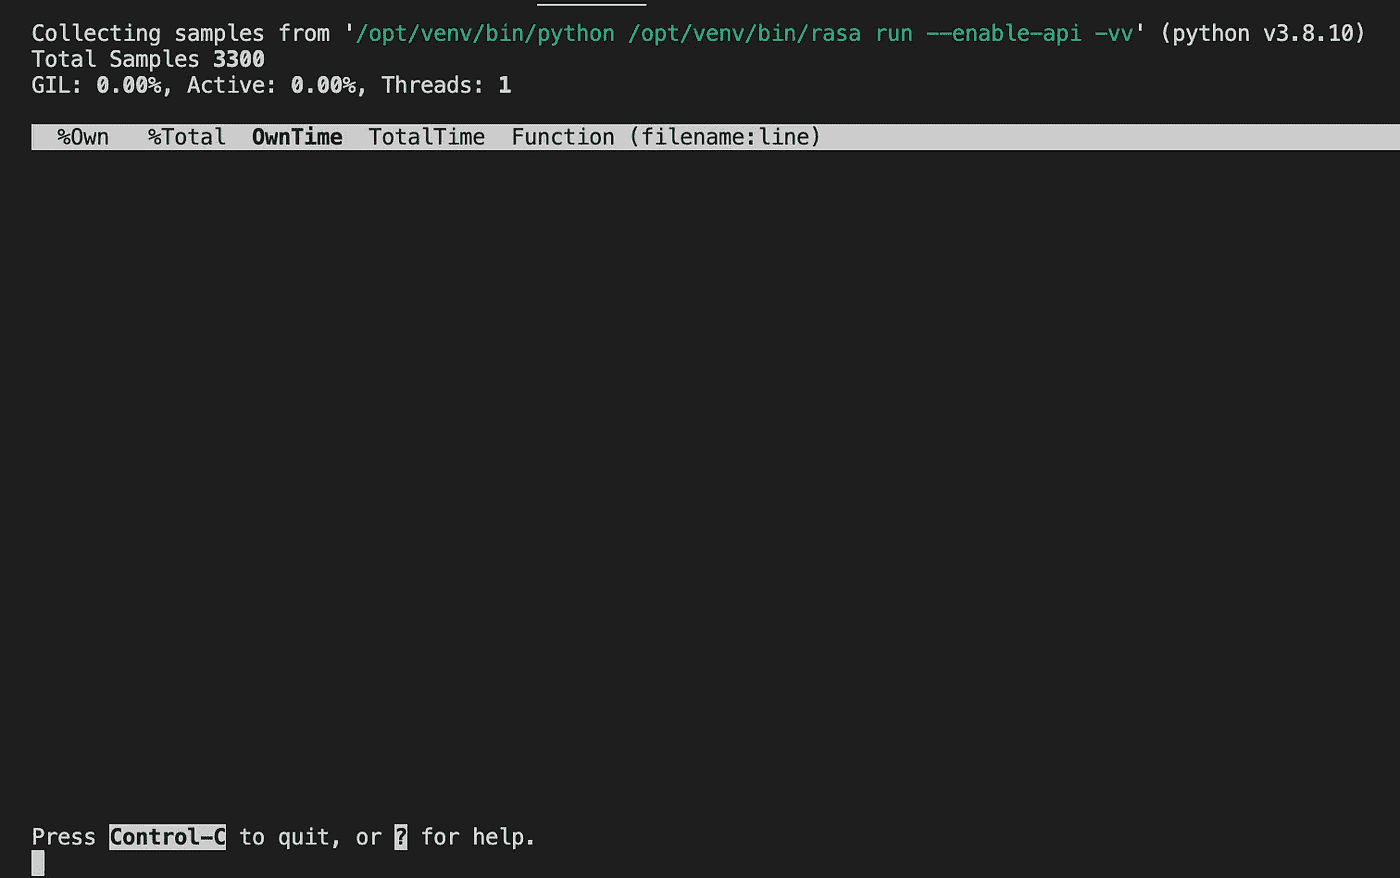 Collecting samples from '/opt/venv/bin/python /opt/venv/bin/rasa run --enable-api -vv' (python v3.8.10)
Total Samples 3300
GIL: 0.00%, Active: 0.00%, Threads: 1
%Own %Total OwnTime TotalTime Function (filename:line)
Press Control-C to quit, or ? for help.